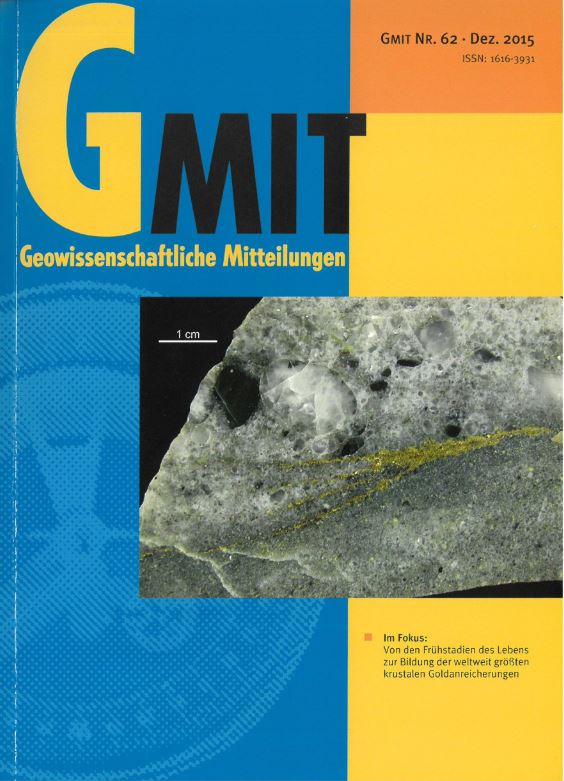 GMIT NR. 62 · DEZ. 2015
ISSN: 1616-3931
GMIT
Geowissenschaftliche Mitteilungen
1 cm
Im Fokus:
Von den Frühstadien des Lebens
zur Bildung der weltweit größten
krustalen Goldanreicherungen